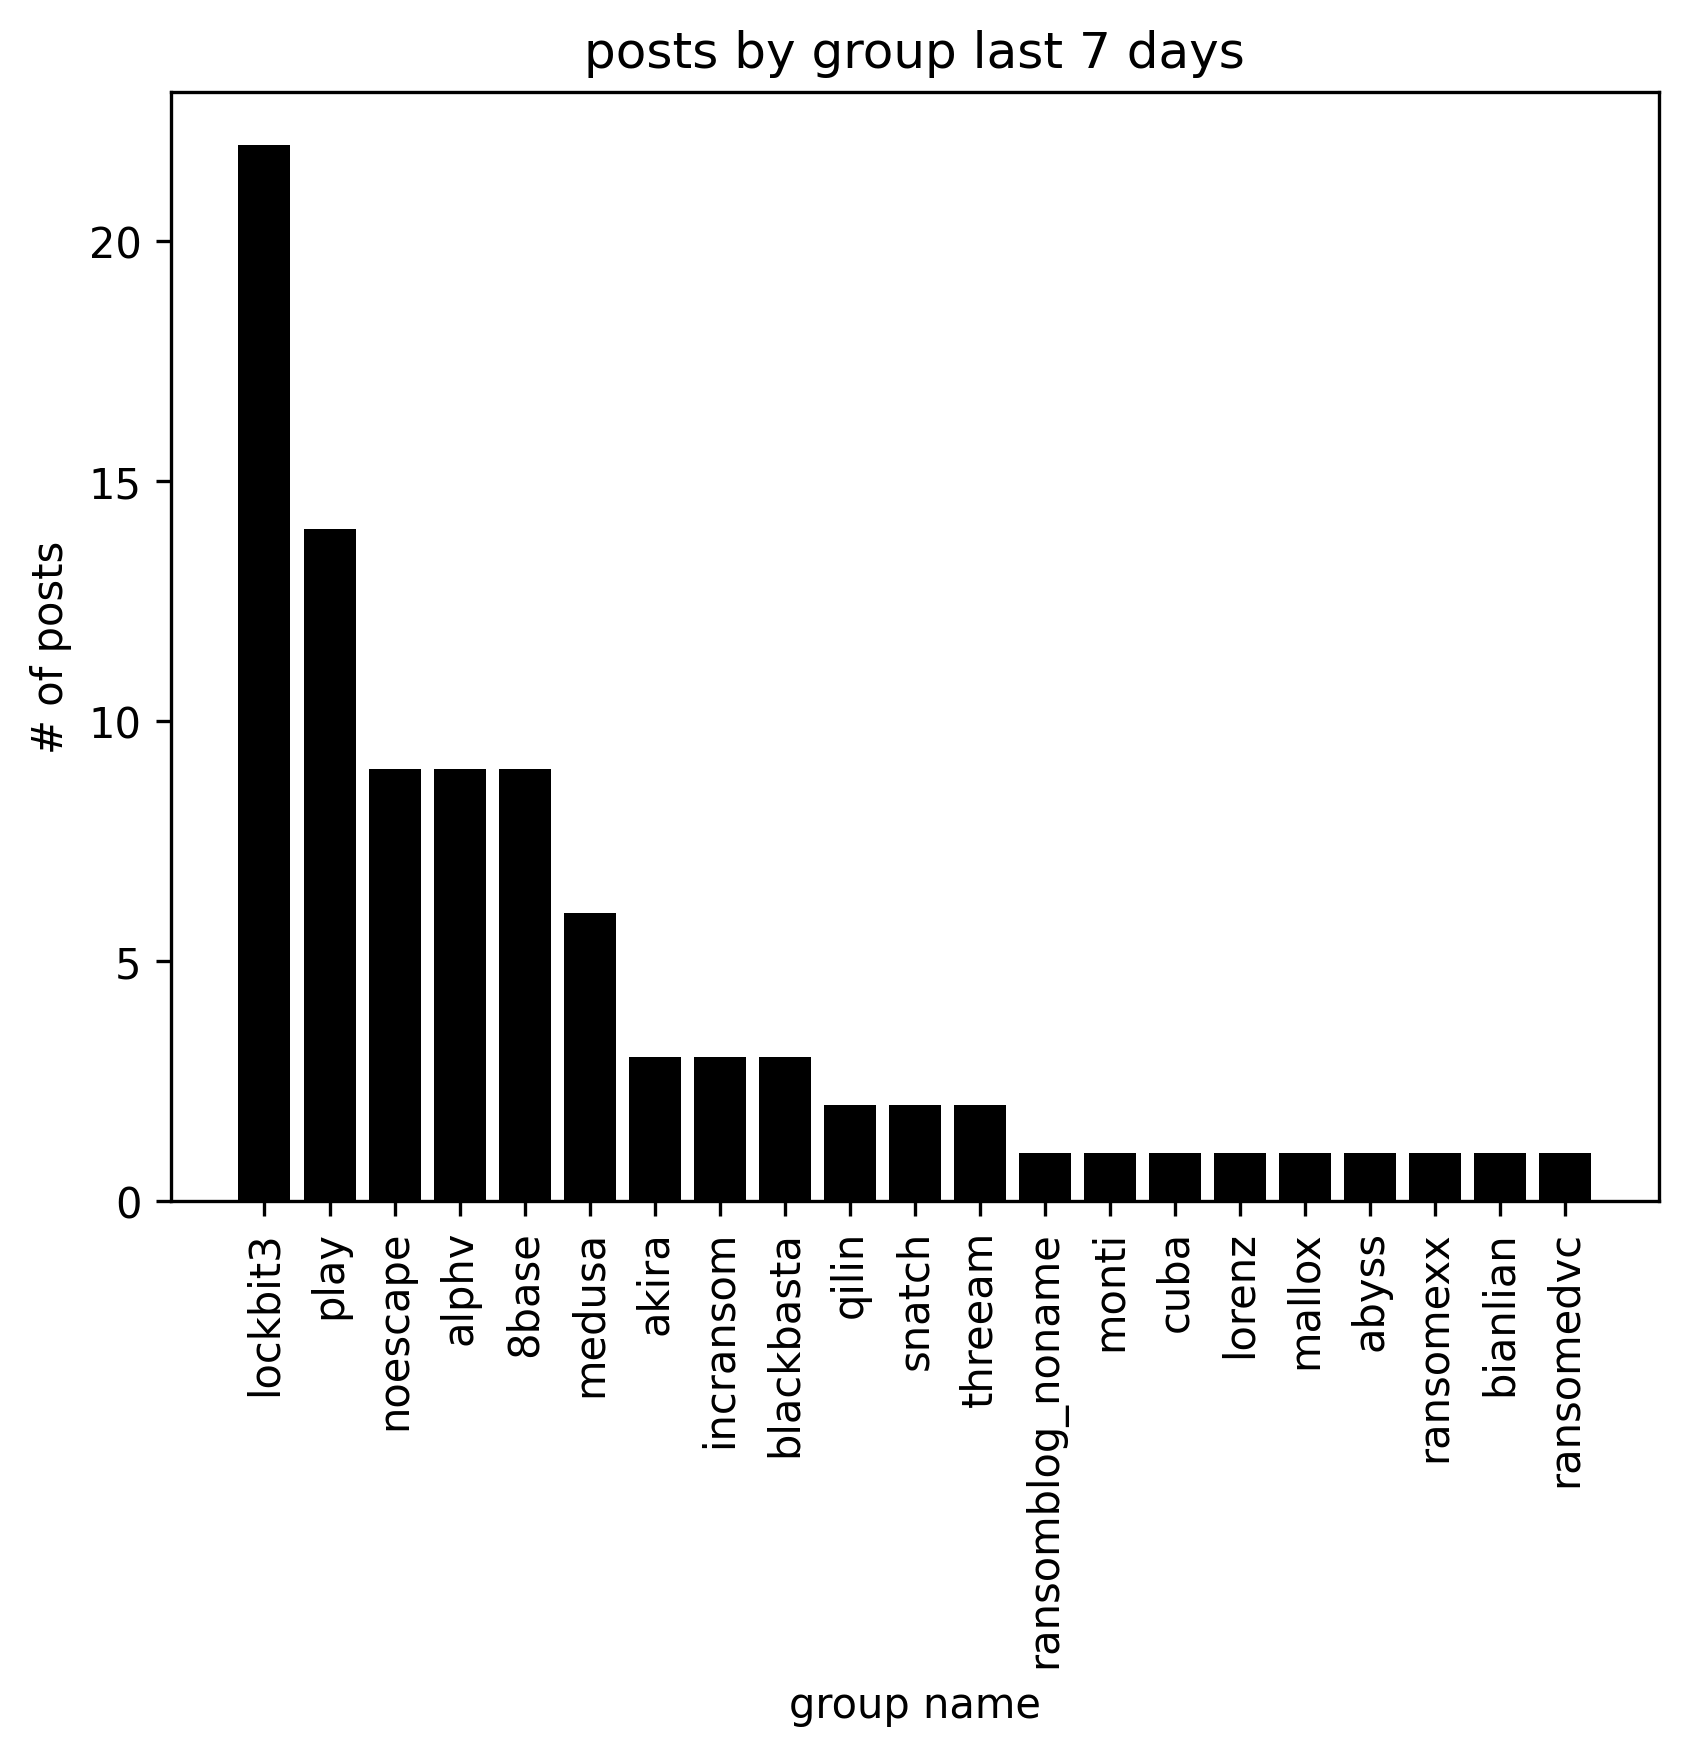 posts by group last 7 days
# of posts
20
15
10
5
0
lockbit3
play
noescape
alphv
8base
medusa
akira
incransom
blackbasta
qilin
snatch
threeam
ransomblog_noname
monti
cuba
lorenz
mallox
abyss
ransomexx
bianlian
ransomedvc
group name